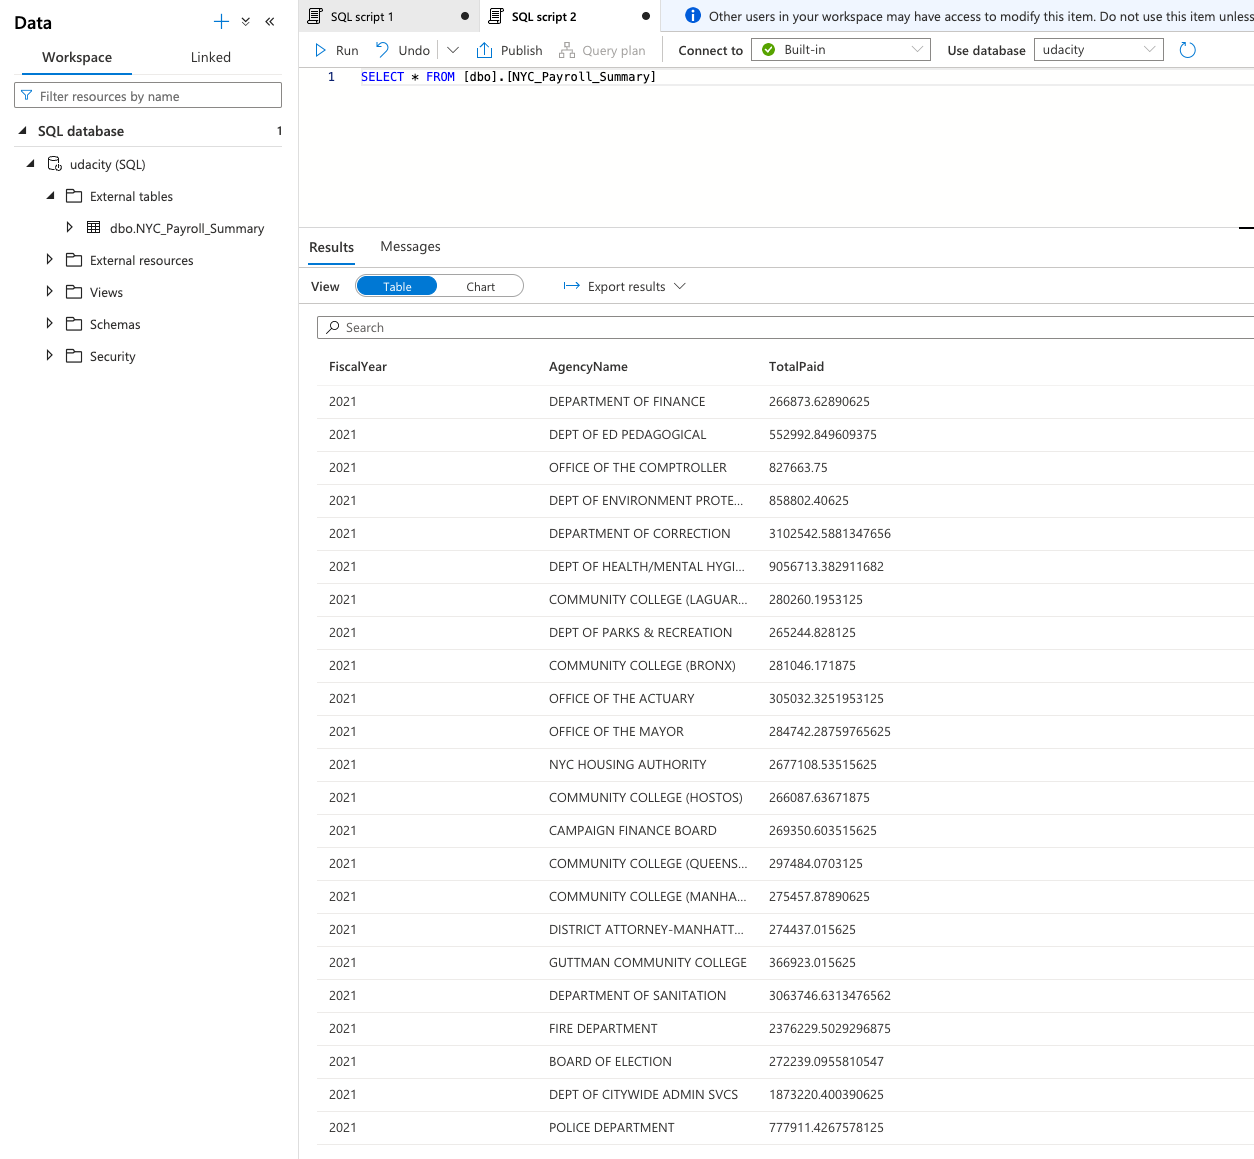 Data
Workspace Linked
Filter resources by name
SQL database 1
udacity (SQL)
External tables
dbo.NYC_Payroll_Summary
External resources
Views
Schemas
Security
SQL script 1 SQL script 2 Other users in your workspace may have access to modify this item. Do not use this item unless
Run Undo Publish Query plan Connect to Built-in Use database udacity
1 SELECT * FROM [dbo].[NYC_Payroll_Summary]
Results Messages
View Table Chart Export results
Search
FiscalYear AgencyName TotalPaid
2021 DEPARTMENT OF FINANCE 266873.62890625
2021 DEPT OF ED PEDAGOGICAL 552992.849609375
2021 OFFICE OF THE COMPTROLLER 827663.75
2021 DEPT OF ENVIRONMENT PROTE... 858802.40625
2021 DEPARTMENT OF CORRECTION 3102542.5881347656
2021 DEPT OF HEALTH/MENTAL HYGI... 9056713.382911682
2021 COMMUNITY COLLEGE (LAGUAR... 280260.1953125
2021 DEPT OF PARKS & RECREATION 265244.828125
2021 COMMUNITY COLLEGE (BRONX) 281046.171875
2021 OFFICE OF THE ACTUARY 305032.3251953125
2021 OFFICE OF THE MAYOR 284742.28759765625
2021 NYC HOUSING AUTHORITY 2677108.53515625
2021 COMMUNITY COLLEGE (HOSTOS) 266087.63671875
2021 CAMPAIGN FINANCE BOARD 269350.603515625
2021 COMMUNITY COLLEGE (QUEENS... 297484.0703125
2021 COMMUNITY COLLEGE (MANHA... 275457.87890625
2021 DISTRICT ATTORNEY-MANHATT... 274437.015625
2021 GUTTMAN COMMUNITY COLLEGE 366923.015625
2021 DEPARTMENT OF SANITATION 3063746.6313476562
2021 FIRE DEPARTMENT 2376229.5029296875
2021 BOARD OF ELECTION 272239.0955810547
2021 DEPT OF CITYWIDE ADMIN SVCS 1873220.400390625
2021 POLICE DEPARTMENT 777911.4267578125